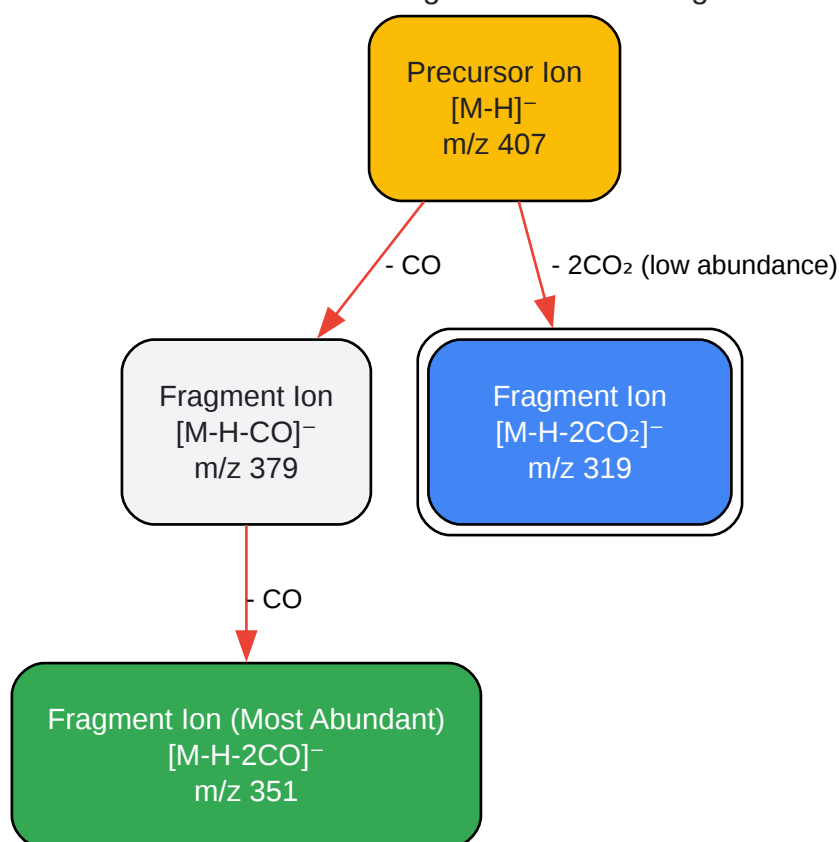 Precursor Ion
[M-H]⁻
m/z 407
- CO
- 2CO₂ (low abundance)
Fragment Ion
[M-H-CO]⁻
m/z 379
Fragment Ion
[M-H-2CO₂]⁻
m/z 319
- CO
Fragment Ion (Most Abundant)
[M-H-2CO]⁻
m/z 351